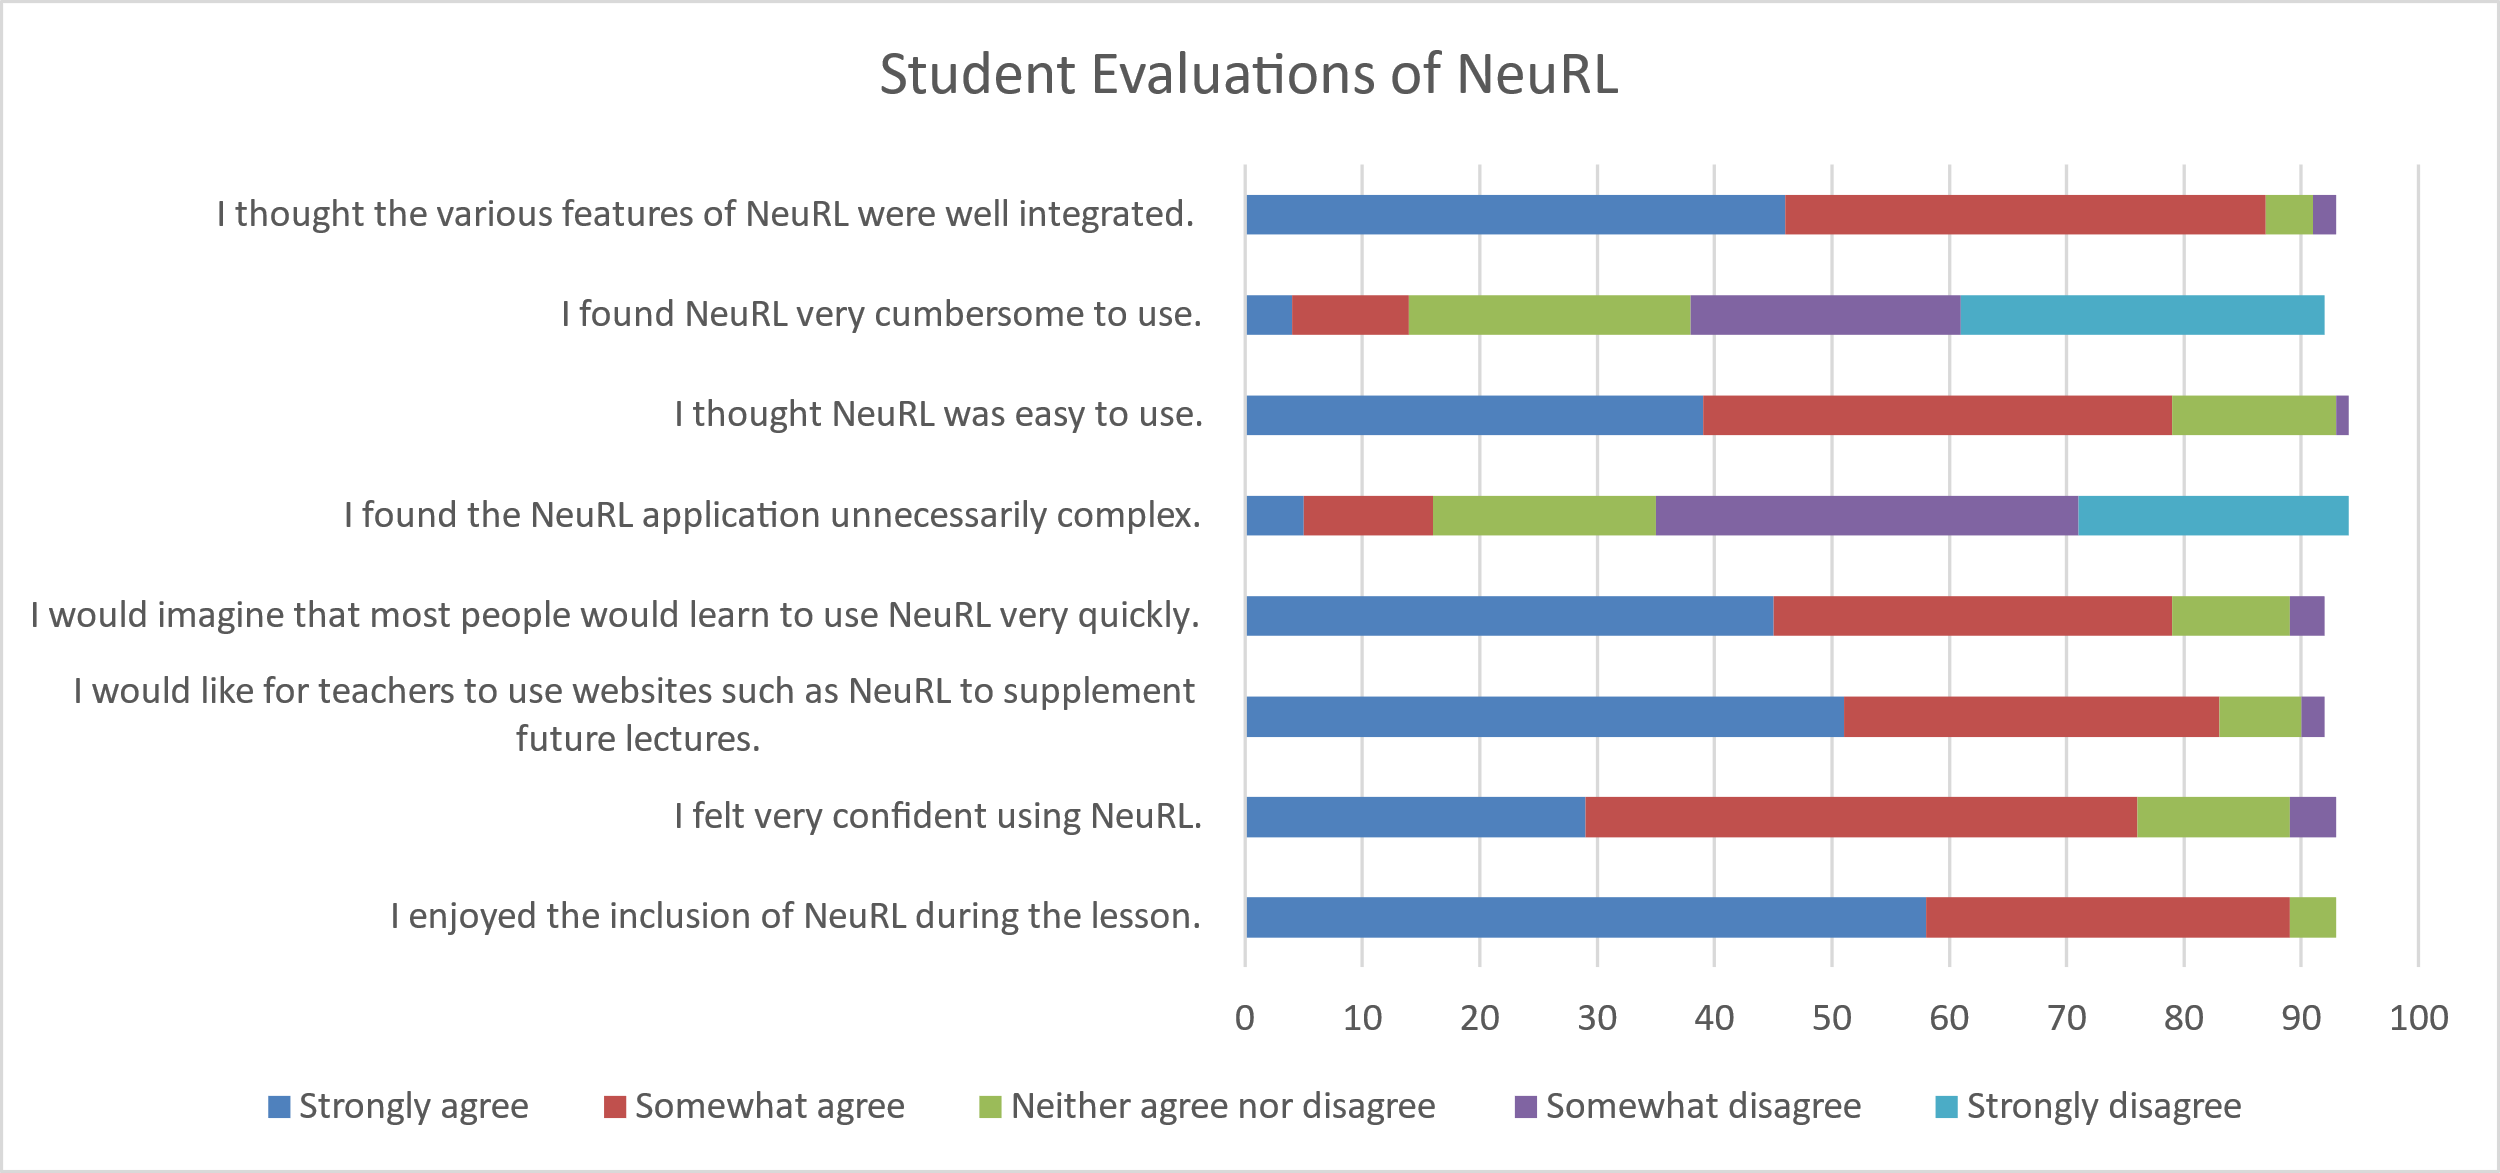 Student Evaluations of NeuRL
I thought the various features of NeuRL were well integrated.
I found NeuRL very cumbersome to use.
I thought NeuRL was easy to use.
I found the NeuRL application unnecessarily complex.
I would imagine that most people would learn to use NeuRL very quickly.
I would like for teachers to use websites such as NeuRL to supplement
future lectures.
I felt very confident using NeuRL.
I enjoyed the inclusion of NeuRL during the lesson.
0 10 20 30 40 50 60 70 80 90 100
Strongly agree Somewhat agree Neither agree nor disagree Somewhat disagree Strongly disagree